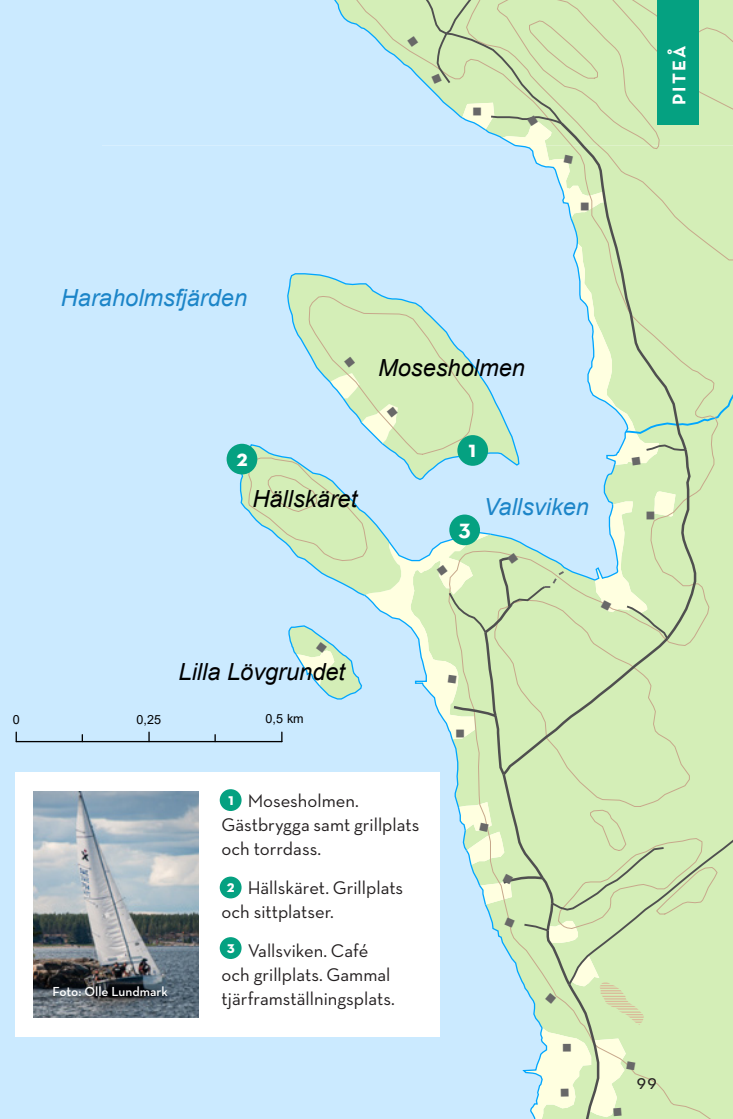 PITEÅ
Haraholmsfjärden
Mosesholmen
1
2
Hällskäret
Vallsviken
3
Lilla Lövgrundet
0 0,25 0,5 km
1 Mosesholmen.
Gästbrygga samt grillplats
och torrdass.
2 Hällskäret. Grillplats
och sittplatser.
3 Vallsviken. Café
och grillplats. Gammal
tjärframställningsplats.
Foto: Olle Lundmark
99